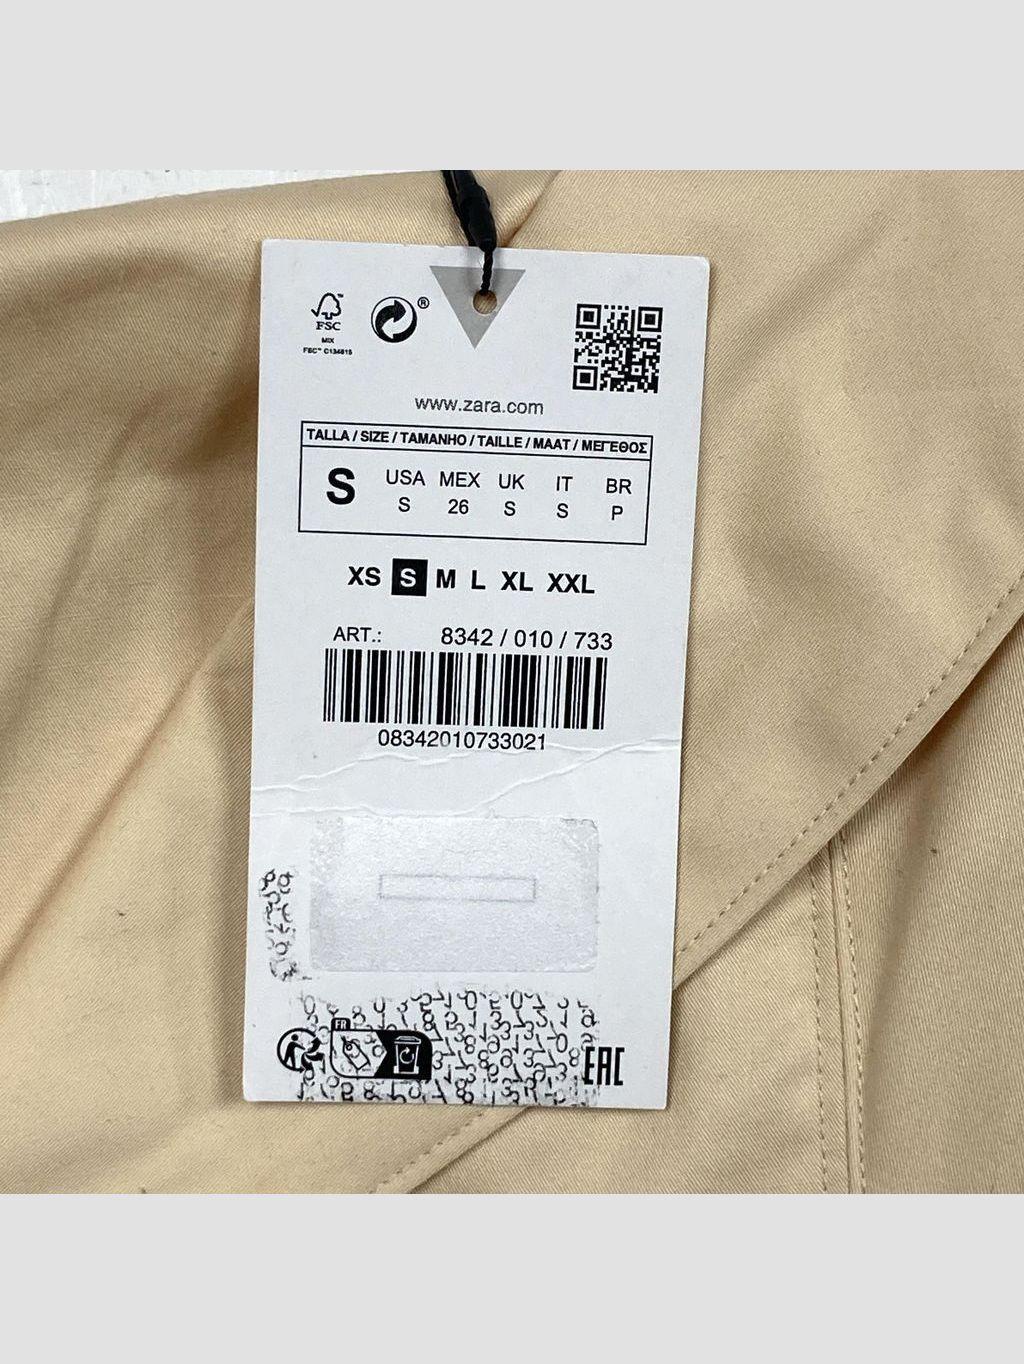 FSC
MIX
FSC™ C134815
®
www.zara.com
TALLA / SIZE / TAMANHO / TAILLE / MAAT / ΜΕΓΕΘΟΣ
S USA MEX UK IT BR
S 26 S S P
XS S M L XL XXL
ART.: 8342 / 010 / 733
08342010733021
FR
EAC